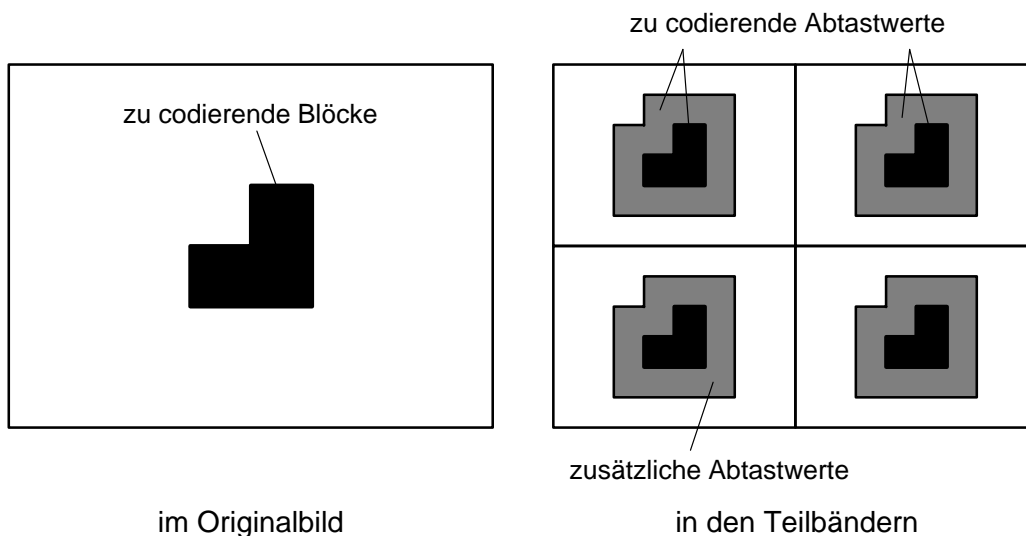 zu codierende Abtastwerte
zu codierende Blöcke
zusätzliche Abtastwerte
im Originalbild
in den Teilbändern